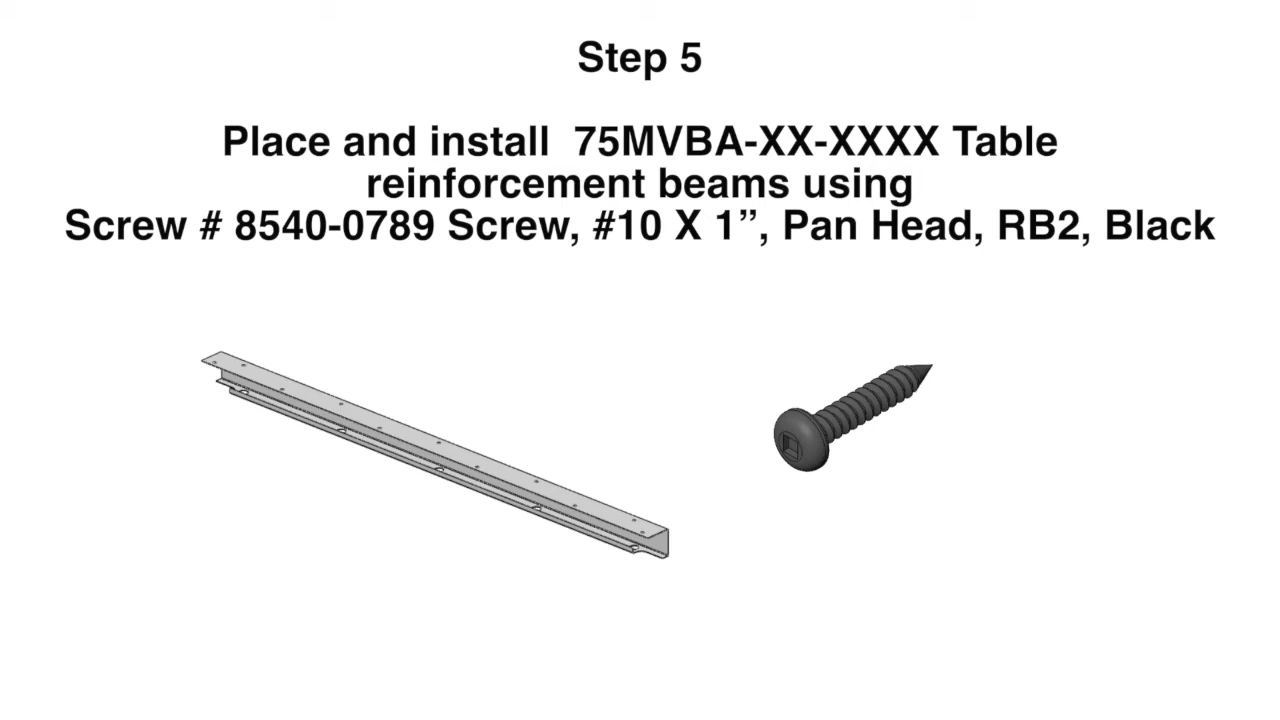 Step 5
Place and install  75MVBA-XX-XXXX Table
reinforcement beams using
Screw # 8540-0789 Screw, #10 X 1”, Pan Head, RB2, Black